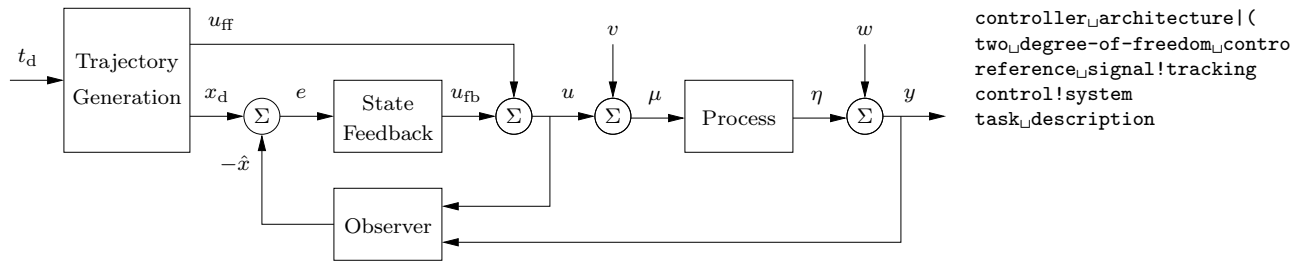 t_d
Trajectory
Generation
u_ff
x_d
Σ
e
State
Feedback
u_fb
Σ
u
v
Σ
μ
Process
η
w
Σ
y
−x̂
Observer
controller␣architecture|(
two␣degree-of-freedom␣contro
reference␣signal!tracking
control!system
task␣description